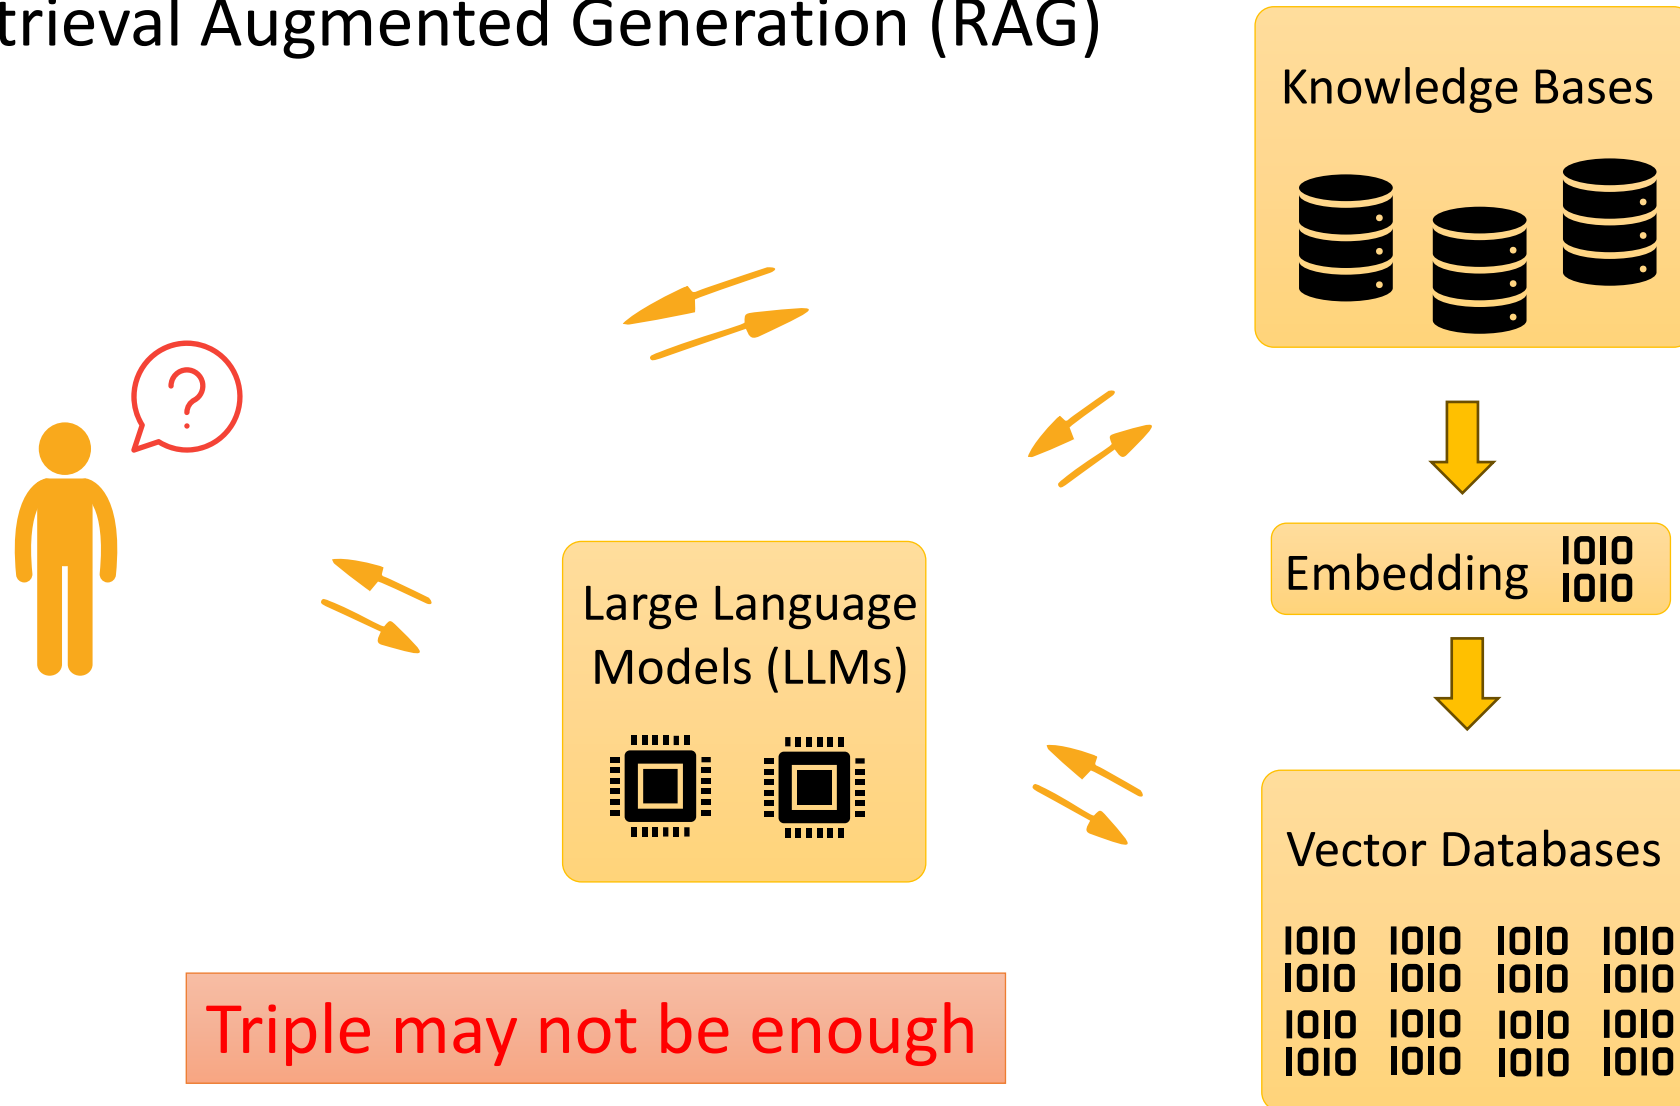 trieval Augmented Generation (RAG)
Knowledge Bases
?
Embedding 1010
1010
Large Language
Models (LLMs)
Vector Databases
1010 1010 1010 1010
1010 1010 1010 1010
1010 1010 1010 1010
1010 1010 1010 1010
Triple may not be enough